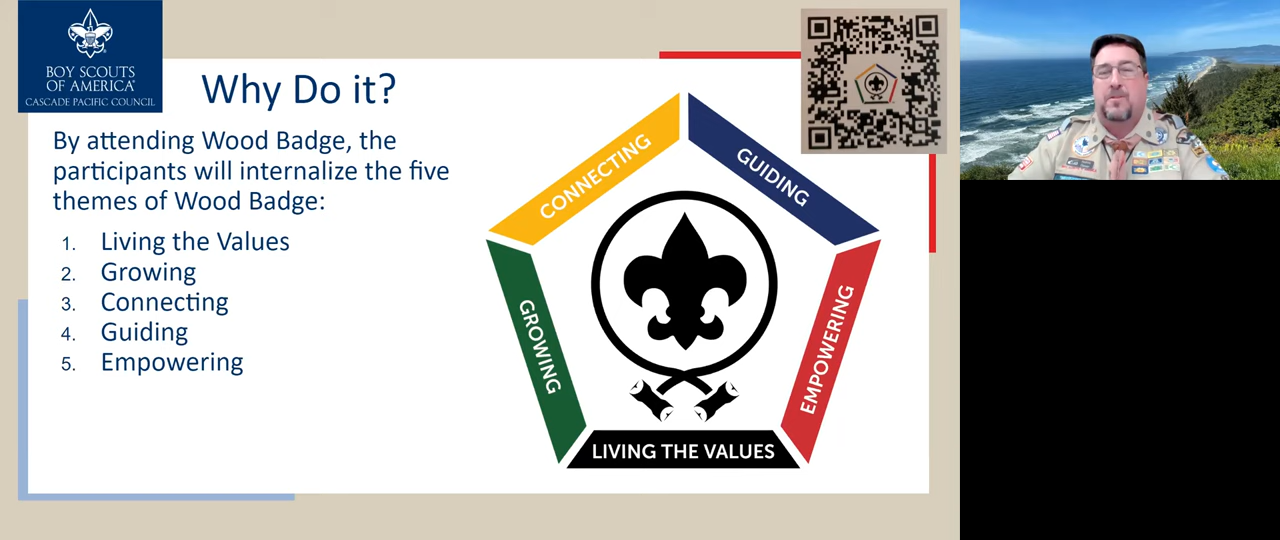 BOY SCOUTS
OF AMERICA®
CASCADE PACIFIC COUNCIL
Why Do it?
By attending Wood Badge, the
participants will internalize the five
themes of Wood Badge:
1. Living the Values
2. Growing
3. Connecting
4. Guiding
5. Empowering
CONNECTING
GUIDING
GROWING
EMPOWERING
LIVING THE VALUES